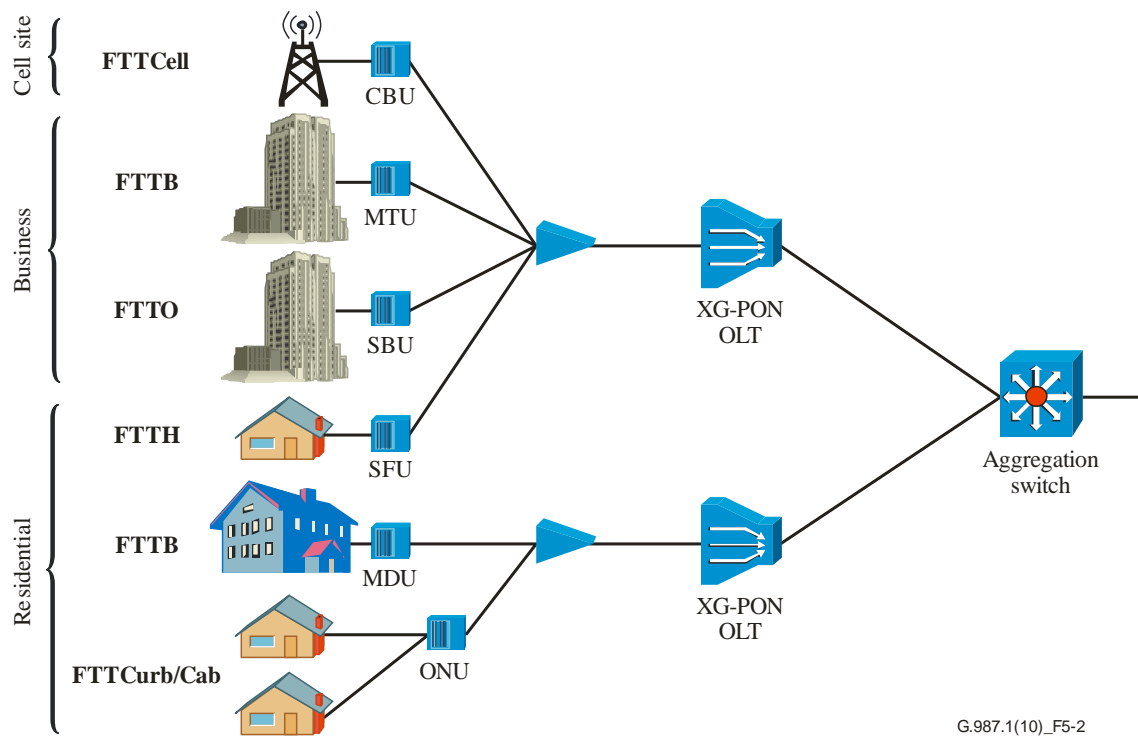 Cell site
FTTCell
CBU
Business
FTTB
MTU
FTTO
SBU
XG-PON
OLT
Residential
FTTH
SFU
Aggregation
switch
FTTB
MDU
XG-PON
OLT
FTTCurb/Cab
ONU
G.987.1(10)_F5-2